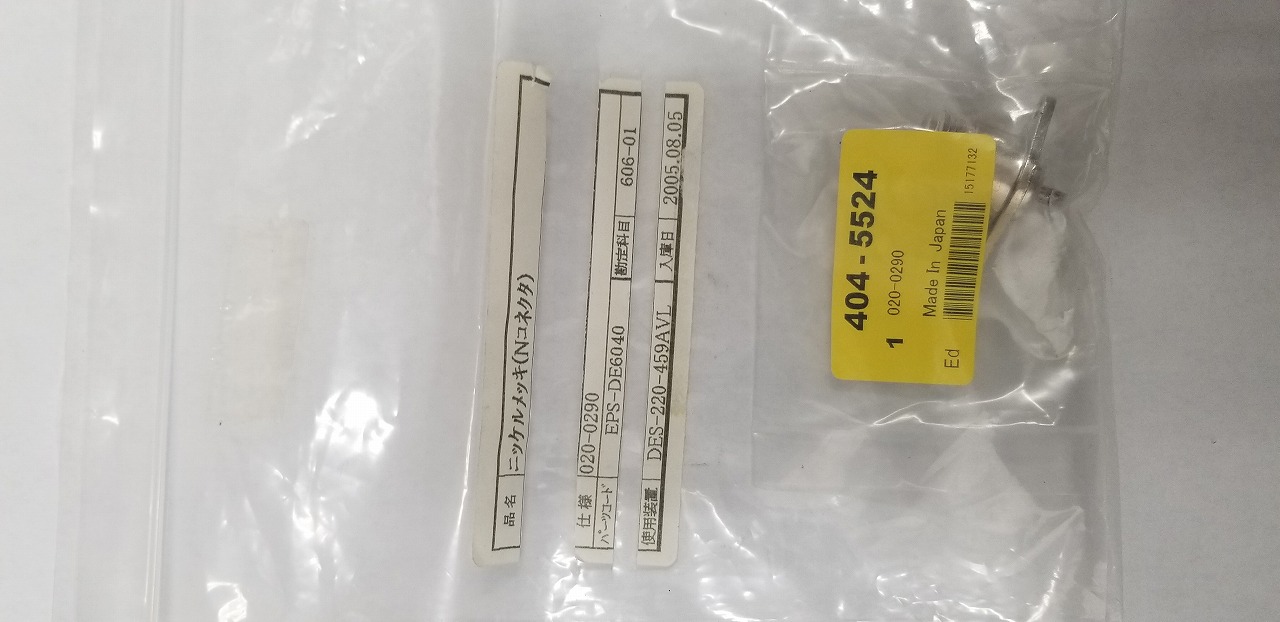 品名 ニッケルメッキ(Nコネクタ)
仕様 020-0290
パーツコード EPS-DE6040 勘定科目 606-01
使用装置 DES-220-459AVL 入庫日 2005.08.05
404-5524
1 020-0290
Made In Japan
Ed 15177132